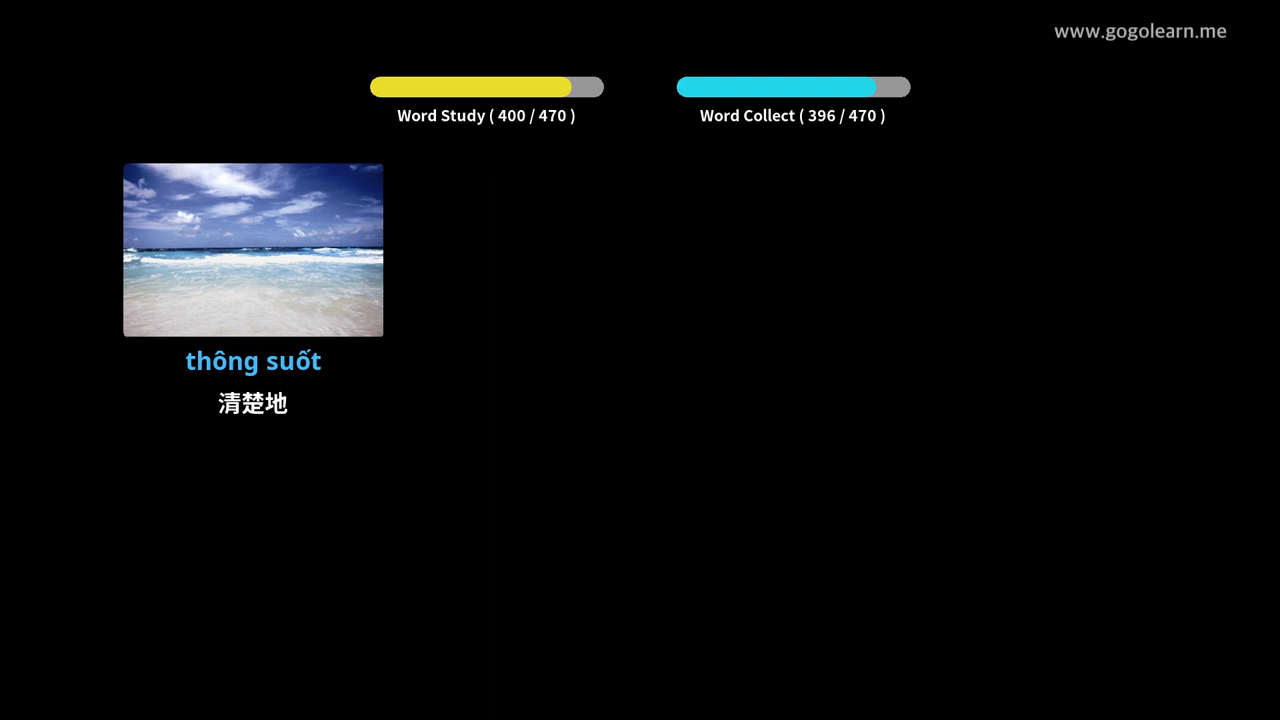 www.gogolearn.me
Word Study ( 400 / 470 )
Word Collect ( 396 / 470 )
thông suốt
清楚地